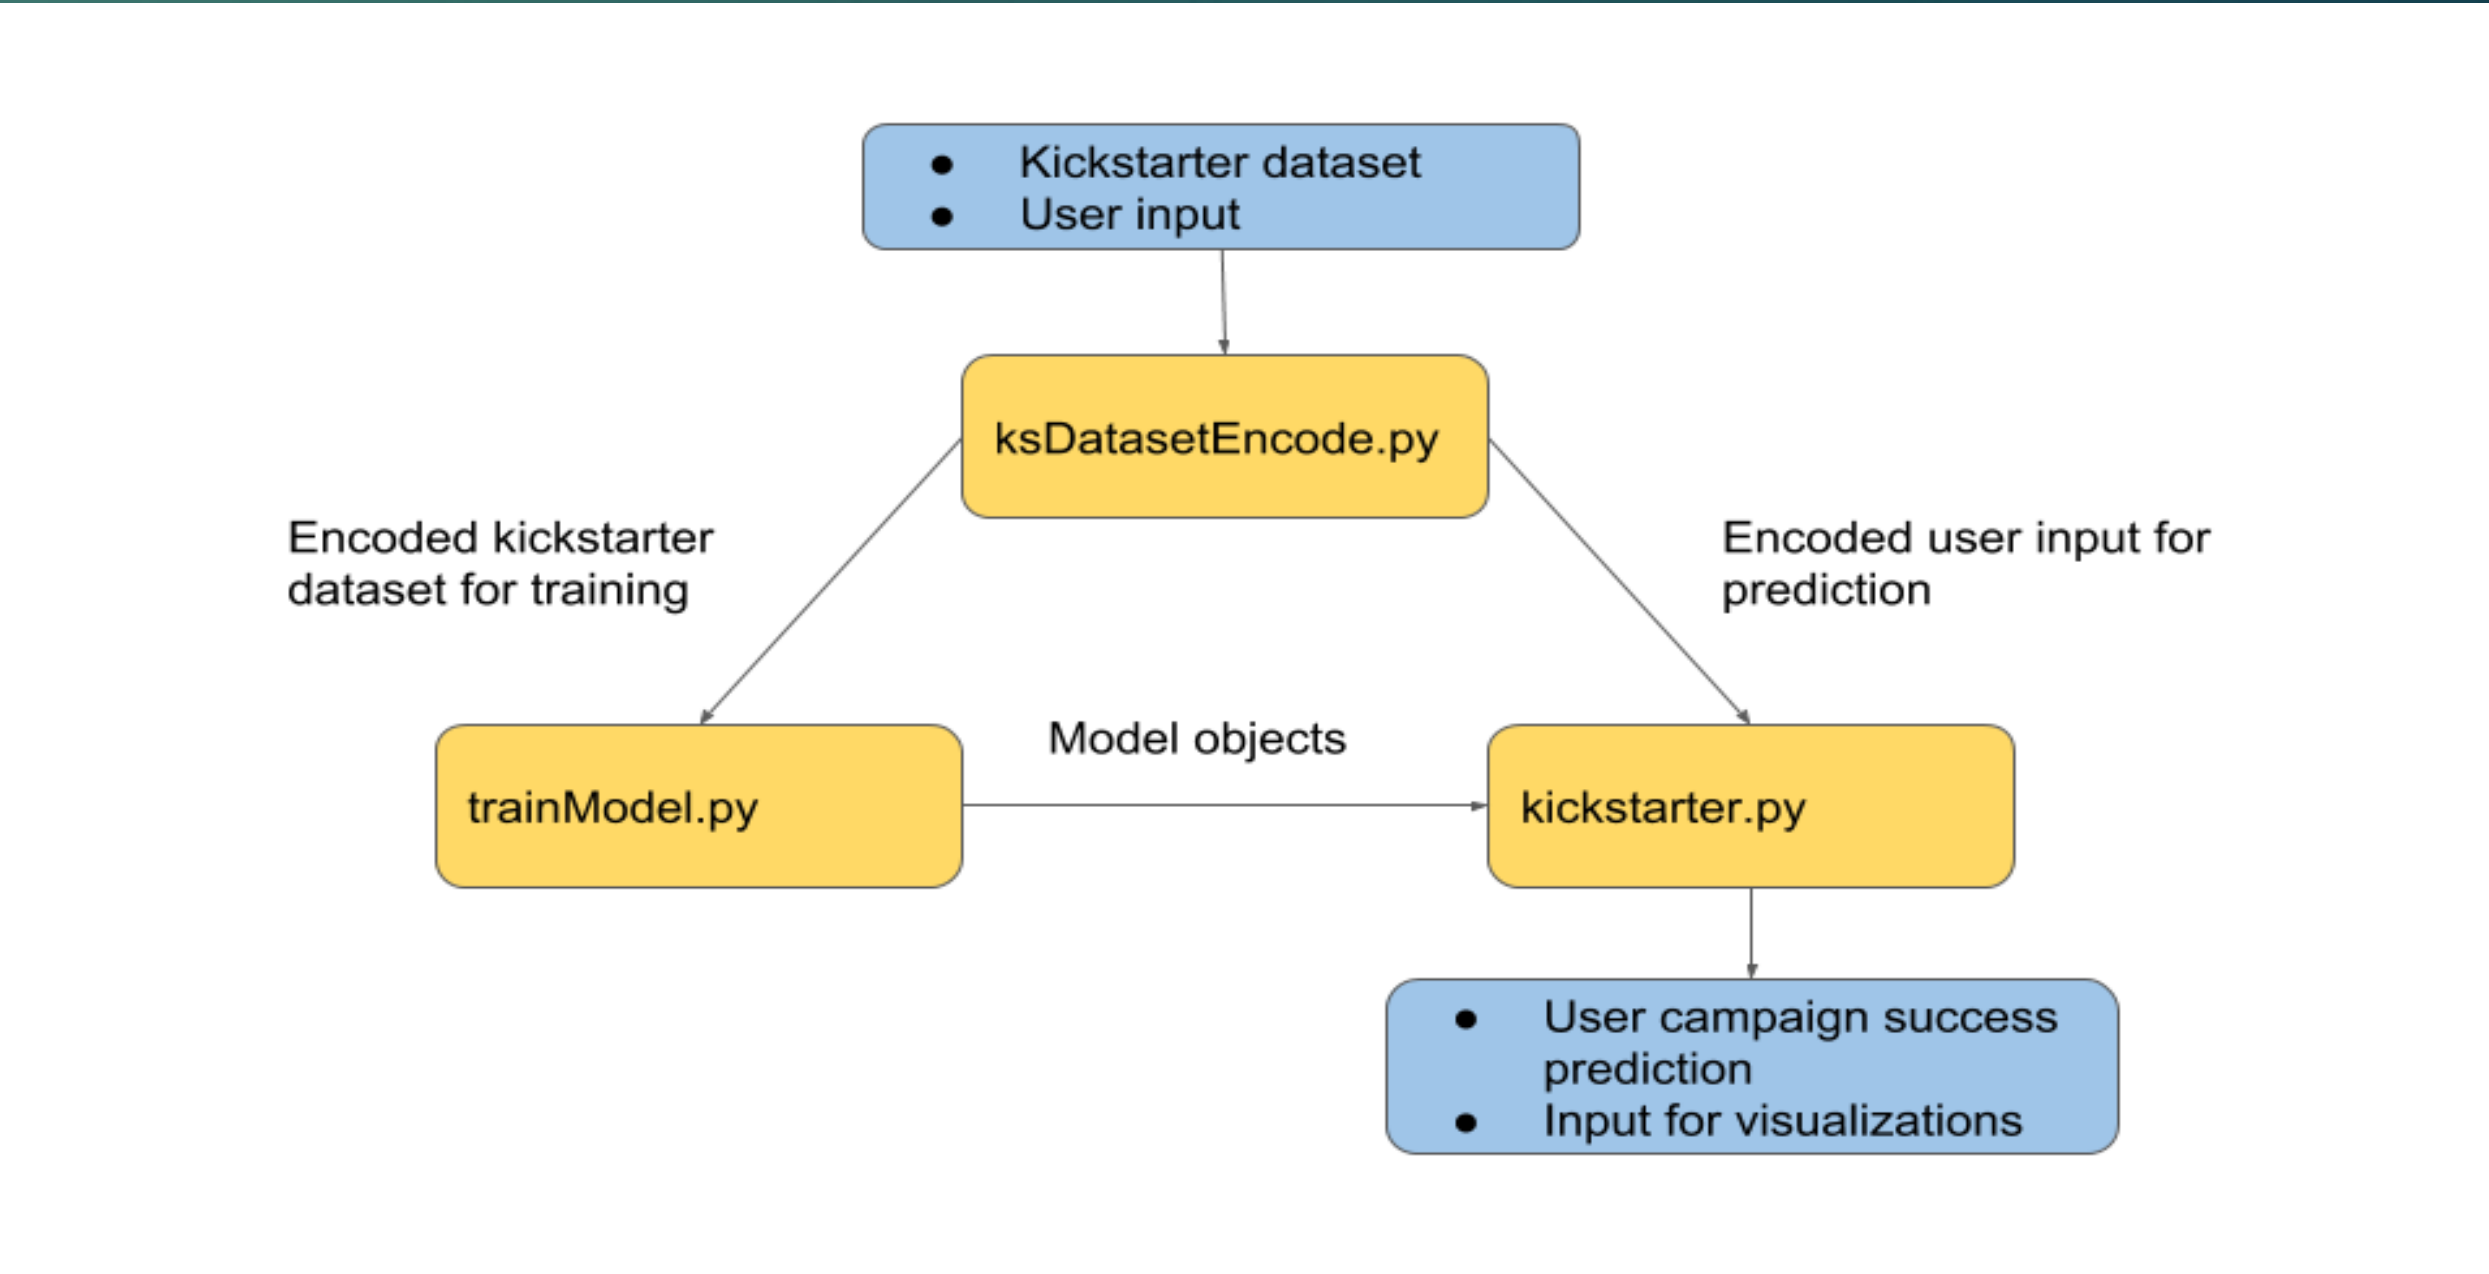 ● Kickstarter dataset
● User input
ksDatasetEncode.py
Encoded kickstarter
dataset for training
Encoded user input for
prediction
Model objects
trainModel.py
kickstarter.py
● User campaign success
prediction
● Input for visualizations